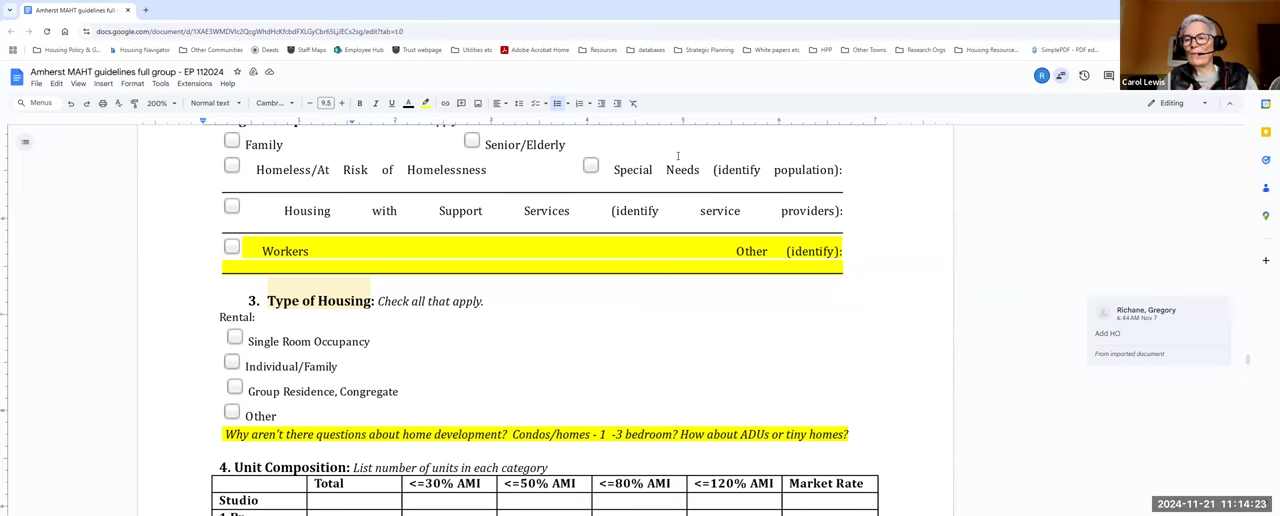 Amherst MAHT guidelines full g
docs.google.com/document/d/1XAE3WMDVlc2QcgWhdHcKfcbdFXLGyCbr65LjJECs2sg/edit?tab=t.0
Housing Policy & G
Housing Navigator
Other Communities
Deeds
Staff Maps
Employee Hub
Trust webpage
Utilities etc
Adobe Acrobat Home
Resources
databases
Strategic Planning
White papers etc
HPP
Other Towns
Research Orgs
Housing Resource...
SimplePDF - PDF ed...
Carol Lewis
Amherst MAHT guidelines full group - EP 112024
R
File Edit View Insert Format Tools Extensions Help
Menus 200% Normal text Cambr... 9.5 B I U A Editing
1 2 3 4 5 6 7
Family Senior/Elderly
Homeless/At Risk of Homelessness Special Needs (identify population):
Housing with Support Services (identify service providers):
Workers Other (identify):
3. Type of Housing: Check all that apply.
Rental:
Single Room Occupancy
Individual/Family
Group Residence, Congregate
Other
Why aren't there questions about home development? Condos/homes - 1 -3 bedroom? How about ADUs or tiny homes?
4. Unit Composition: List number of units in each category
Total <=30% AMI <=50% AMI <=80% AMI <=120% AMI Market Rate
Studio
Richane, Gregory
6:44 AM Nov 7
Add HO
From imported document
2024-11-21 11:14:23